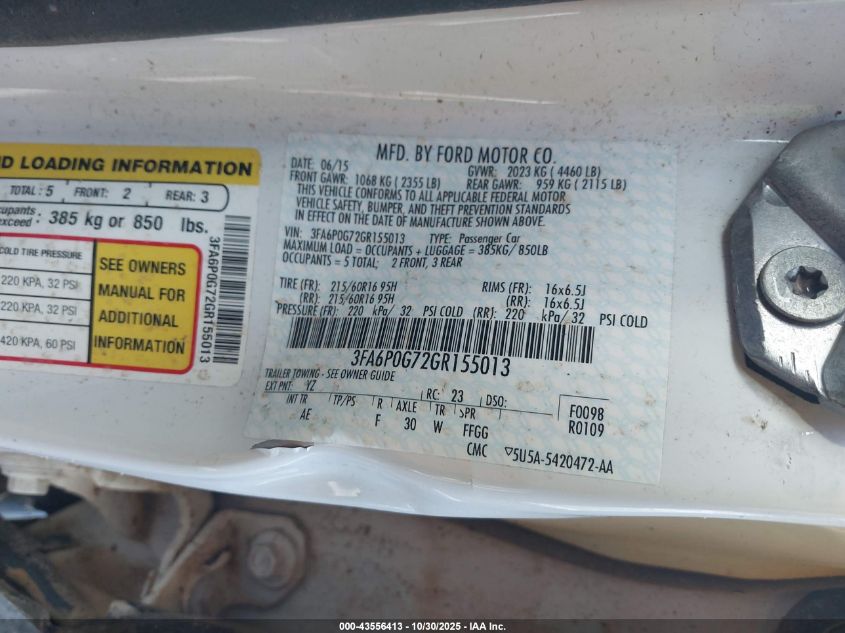 ND LOADING INFORMATION
TOTAL: 5 FRONT: 2 REAR: 3
exceed: 385 kg or 850 lbs.
COLD TIRE PRESSURE
220 KPA, 32 PSI
220 KPA, 32 PSI
420 KPA, 60 PSI
SEE OWNERS
MANUAL FOR
ADDITIONAL
INFORMATION
3FA6P0G72GR155013
MFD. BY FORD MOTOR CO.
DATE: 06/15 GVWR: 2023 KG ( 4460 LB)
FRONT GAWR: 1068 KG ( 2355 LB) REAR GAWR: 959 KG ( 2115 LB)
THIS VEHICLE CONFORMS TO ALL APPLICABLE FEDERAL MOTOR
VEHICLE SAFETY, BUMPER, AND THEFT PREVENTION STANDARDS
IN EFFECT ON THE DATE OF MANUFACTURE SHOWN ABOVE.
VIN: 3FA6P0G72GR155013 TYPE: Passenger Car
MAXIMUM LOAD = OCCUPANTS + LUGGAGE = 385KG/ 850LB
OCCUPANTS = 5 TOTAL; 2 FRONT, 3 REAR
TIRE (FR): 215/60R16 95H RIMS (FR): 16x6.5J
(RR): 215/60R16 95H (RR): 16x6.5J
PRESSURE (FR): 220 kPa/ 32 PSI COLD (RR): 220 kPa/ 32 PSI COLD
3FA6P0G72GR155013
TRAILER TOWING - SEE OWNER GUIDE
EXT PNT: YZ RC: 23 DSO:
INT TR TP/PS R AXLE TR SPR F0098
AE F 30 W FFGG R0109
CMC ▽5U5A-5420472-AA
000-43556413 - 10/30/2025 - IAA Inc.